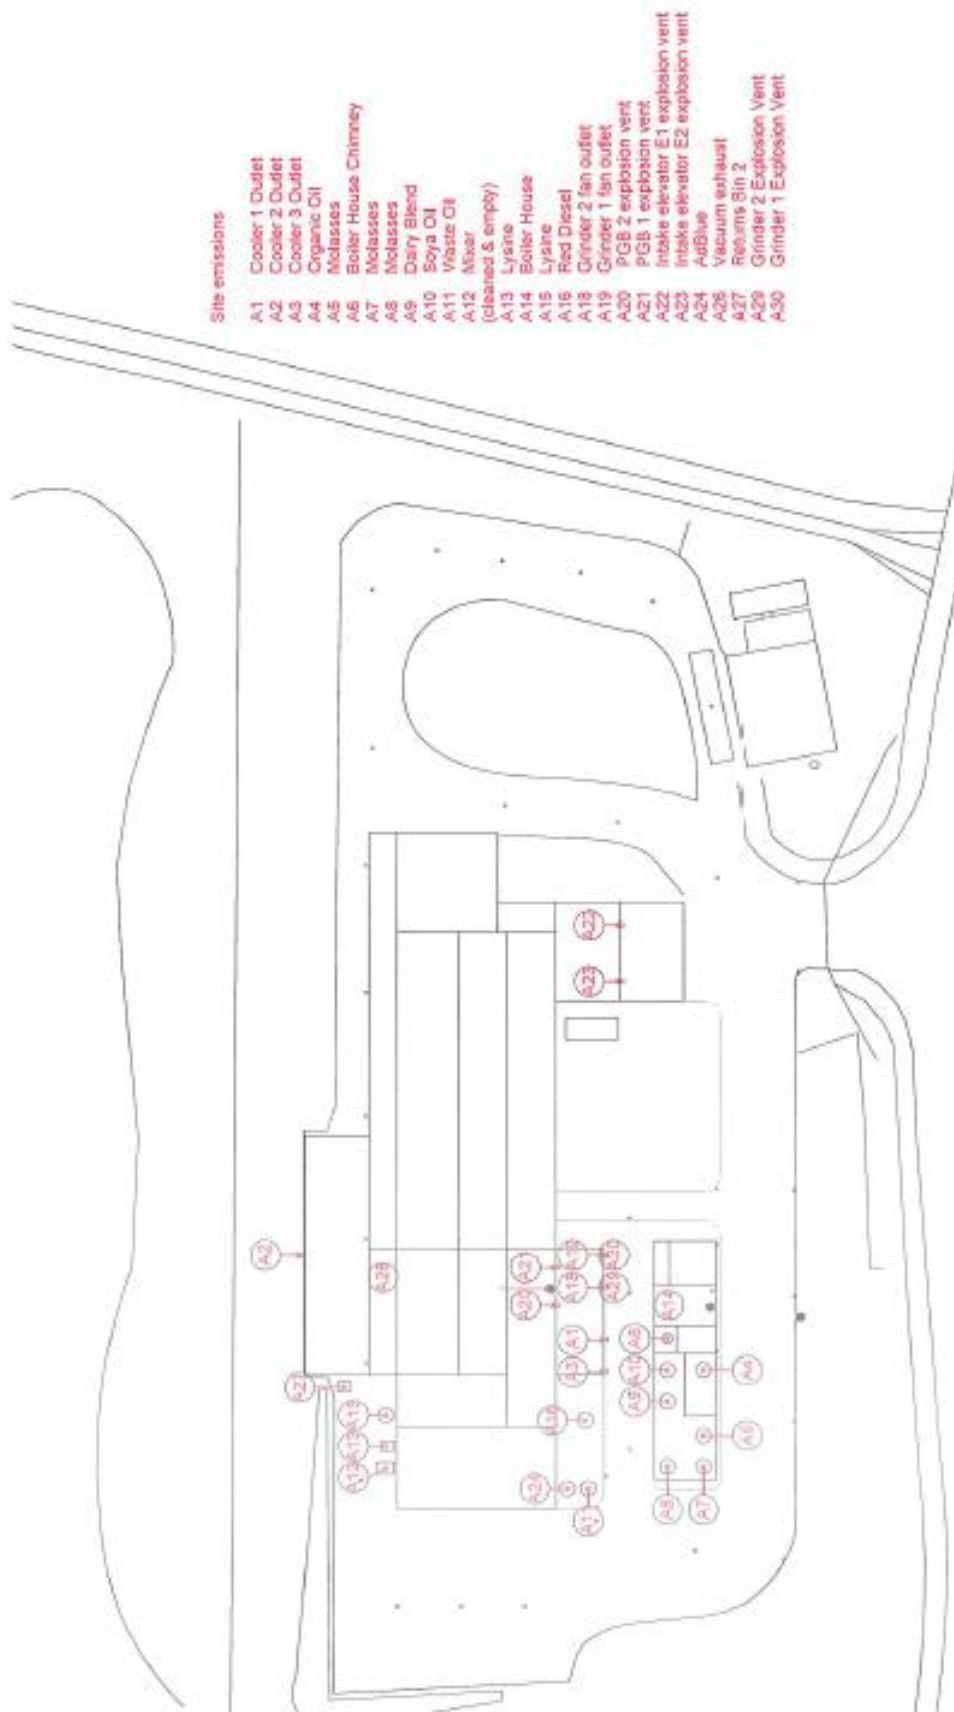 Site emissions
A1 Cooler 1 Outlet
A2 Cooler 2 Outlet
A3 Cooler 3 Outlet
A4 Organic Oil
A5 Molasses
A6 Boiler House Chimney
A7 Molasses
A8 Molasses
A9 Dairy Blend
A10 Soya Oil
A11 Waste Oil
A12 Mixer
(cleaned & empty)
A13 Lysine
A14 Boiler House
A15 Lysine
A16 Red Diesel
A18 Grinder 2 fan outlet
A19 Grinder 1 fan outlet
A20 PGB 2 explosion vent
A21 PGB 1 explosion vent
A22 Intake elevator E1 explosion vent
A23 Intake elevator E2 explosion vent
A24 AdBlue
A26 Vacuum exhaust
A27 Returns Bin 2
A29 Grinder 2 Explosion Vent
A30 Grinder 1 Explosion Vent
A22
A23
A2
A21
A19
A30
A20
A18
A29
A14
A1
A3
A10
A9
A4
A15
A13
A12
A7